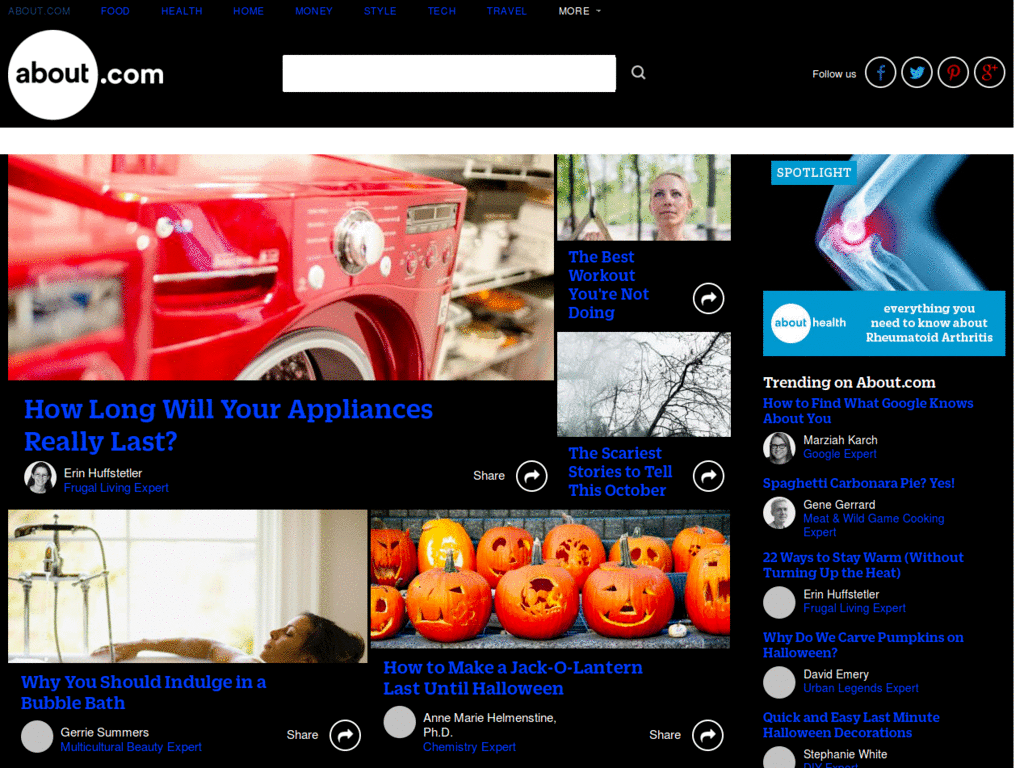 ABOUT.COM FOOD HEALTH HOME MONEY STYLE TECH TRAVEL MORE
about.com
Follow us
How Long Will Your Appliances
Really Last?
Erin Huffstetler
Frugal Living Expert
Share
The Best
Workout
You're Not
Doing
The Scariest
Stories to Tell
This October
Why You Should Indulge in a
Bubble Bath
Gerrie Summers
Multicultural Beauty Expert
Share
How to Make a Jack-O-Lantern
Last Until Halloween
Anne Marie Helmenstine,
Ph.D.
Chemistry Expert
Share
SPOTLIGHT
about health
everything you
need to know about
Rheumatoid Arthritis
Trending on About.com
How to Find What Google Knows
About You
Marziah Karch
Google Expert
Spaghetti Carbonara Pie? Yes!
Gene Gerrard
Meat & Wild Game Cooking
Expert
22 Ways to Stay Warm (Without
Turning Up the Heat)
Erin Huffstetler
Frugal Living Expert
Why Do We Carve Pumpkins on
Halloween?
David Emery
Urban Legends Expert
Quick and Easy Last Minute
Halloween Decorations
Stephanie White
DIY Expert